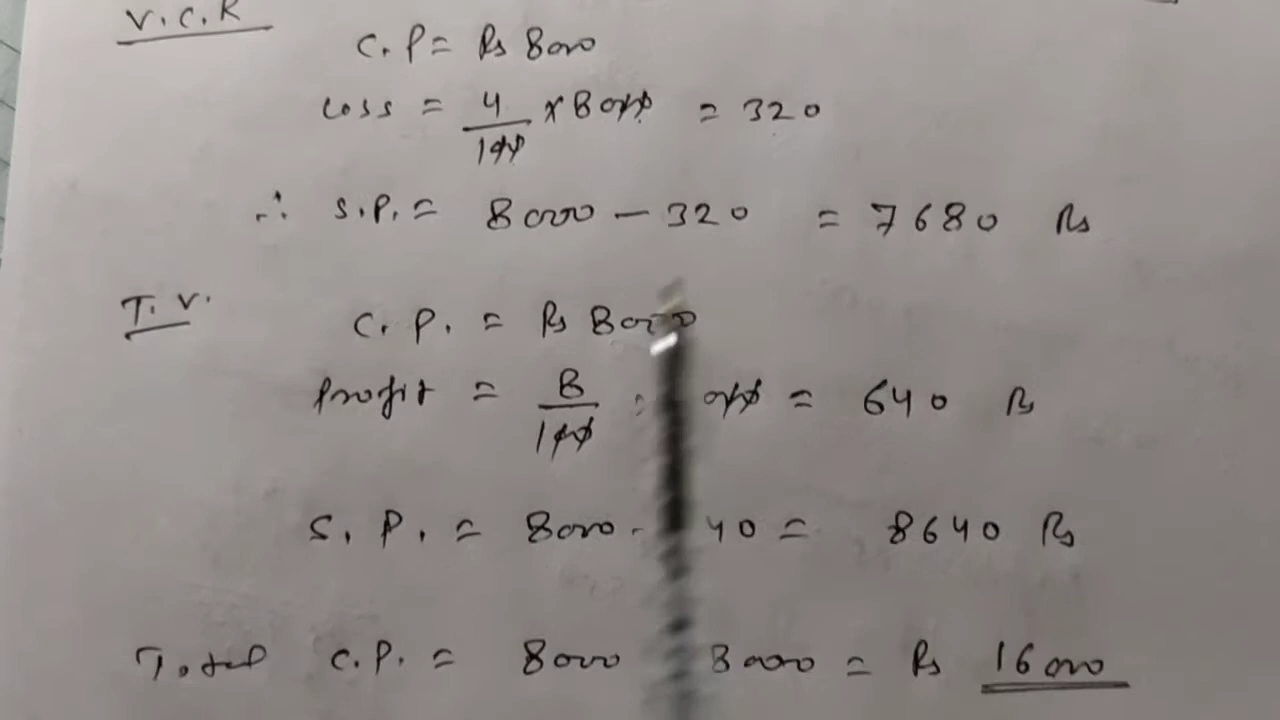 V.C.R
C.P = Rs 8000
Loss = 4/100 × 8000 = 320
∴ S.P. = 8000 - 320 = 7680 Rs
T.V.
C.P. = Rs 8000
Profit = 8/100 00 = 640 Rs
S.P. = 8000 40 = 8640 Rs
Total C.P. = 8000 8000 = Rs 16000